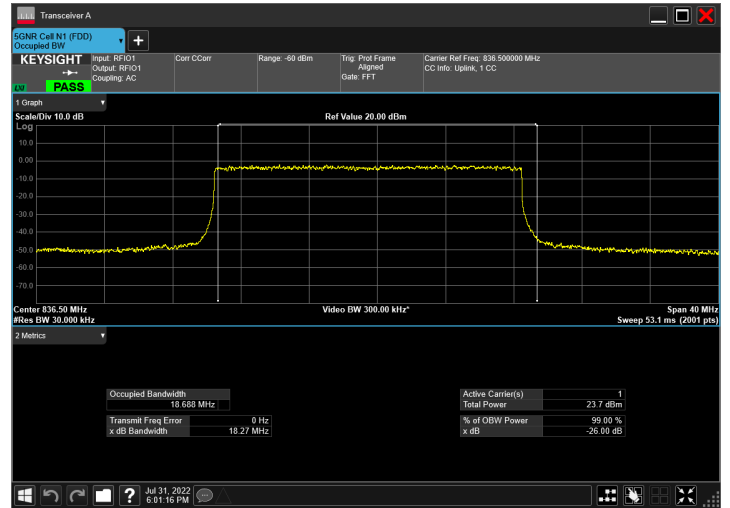 Transceiver A
5GNR Cell N1 (FDD)
Occupied BW
KEYSIGHT
PASS
Input: RFIO1
Output: RFIO1
Coupling: AC
Corr CCorr
Range: -60 dBm
Trig: Prot Frame
Aligned
Gate: FFT
Carrier Ref Freq: 836.500000 MHz
CC Info: Uplink, 1 CC
1 Graph
Scale/Div 10.0 dB
Ref Value 20.00 dBm
Log
10.0
0.00
-10.0
-20.0
-30.0
-40.0
-50.0
-60.0
-70.0
Center 836.50 MHz
Video BW 300.00 kHz*
Span 40 MHz
#Res BW 30.000 kHz
Sweep 53.1 ms (2001 pts)
2 Metrics
Occupied Bandwidth
18.688 MHz
Transmit Freq Error 0 Hz
x dB Bandwidth 18.27 MHz
Active Carrier(s) 1
Total Power 23.7 dBm
% of OBW Power 99.00 %
x dB -26.00 dB
?
Jul 31, 2022
6:01:16 PM